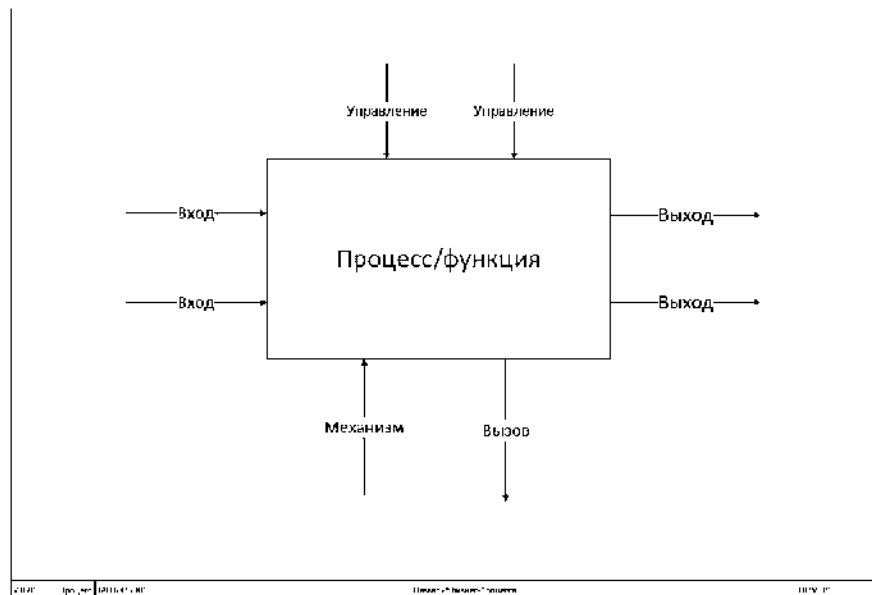 Управление
Управление
Вход
Выход
Процесс/функция
Вход
Выход
Механизм
Вызов